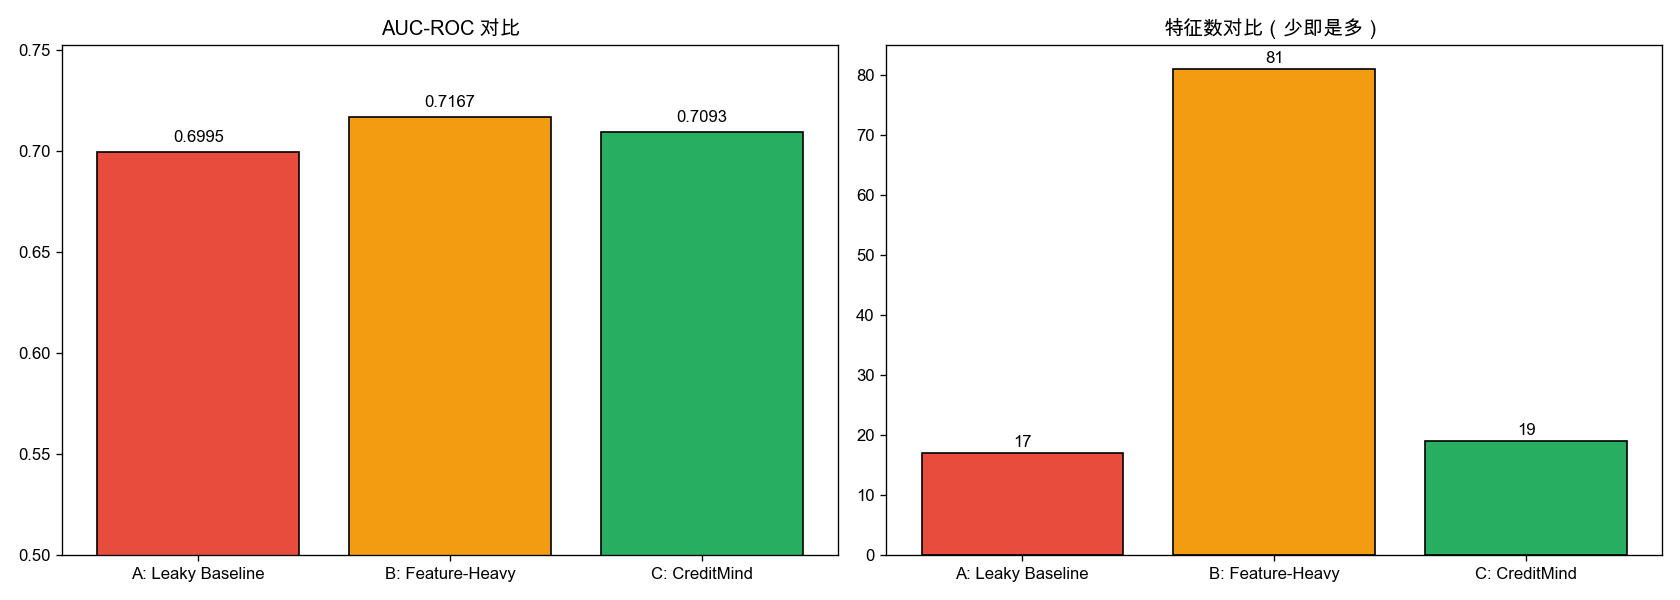 AUC-ROC 对比
0.75
0.70
0.65
0.60
0.55
0.50
0.6995
0.7167
0.7093
A: Leaky Baseline
B: Feature-Heavy
C: CreditMind
特征数对比（少即是多）
80
70
60
50
40
30
20
10
0
17
81
19
A: Leaky Baseline
B: Feature-Heavy
C: CreditMind